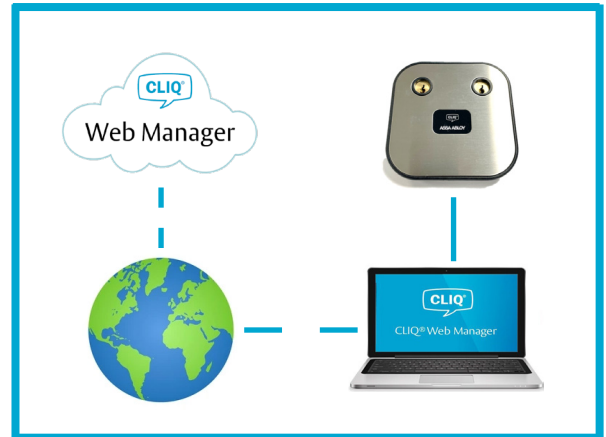 CLIQ®
Web Manager
CLIQ
ASSA ABLOY
CLIQ®
CLIQ® Web Manager